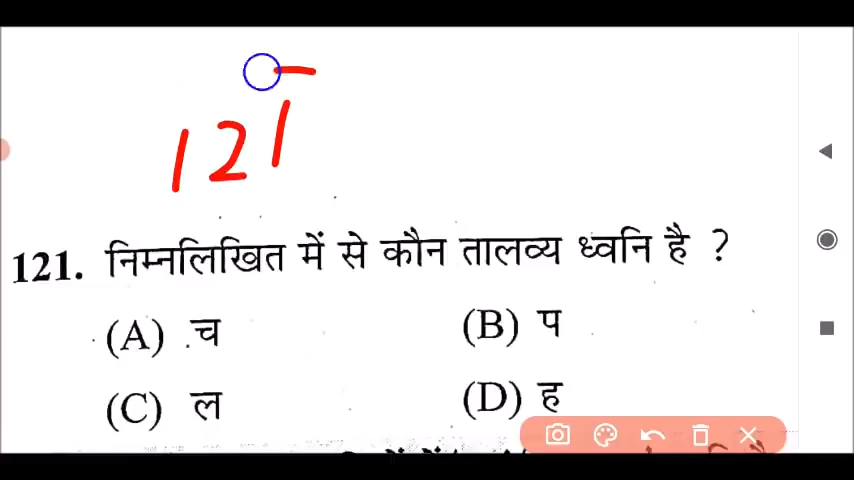 121
121. निम्नलिखित में से कौन तालव्य ध्वनि है ?
(A) च (B) प
(C) ल (D) ह